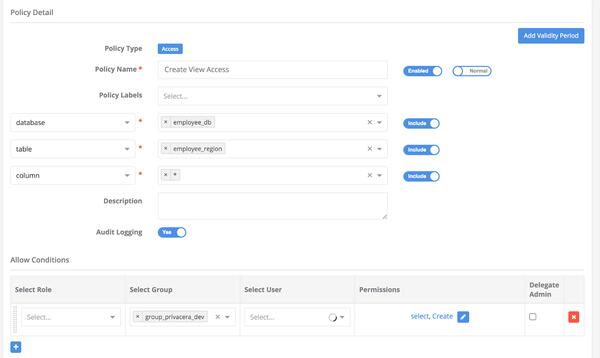 Policy Detail
Add Validity Period
Policy Type Access
Policy Name * Create View Access Enabled Normal
Policy Labels Select...
database * × employee_db × Include
table * × employee_region × Include
column * × * × Include
Description
Audit Logging Yes
Allow Conditions
Select Role Select Group Select User Permissions Delegate Admin
Select... × group_privacera_dev × Select... select, Create ×
+